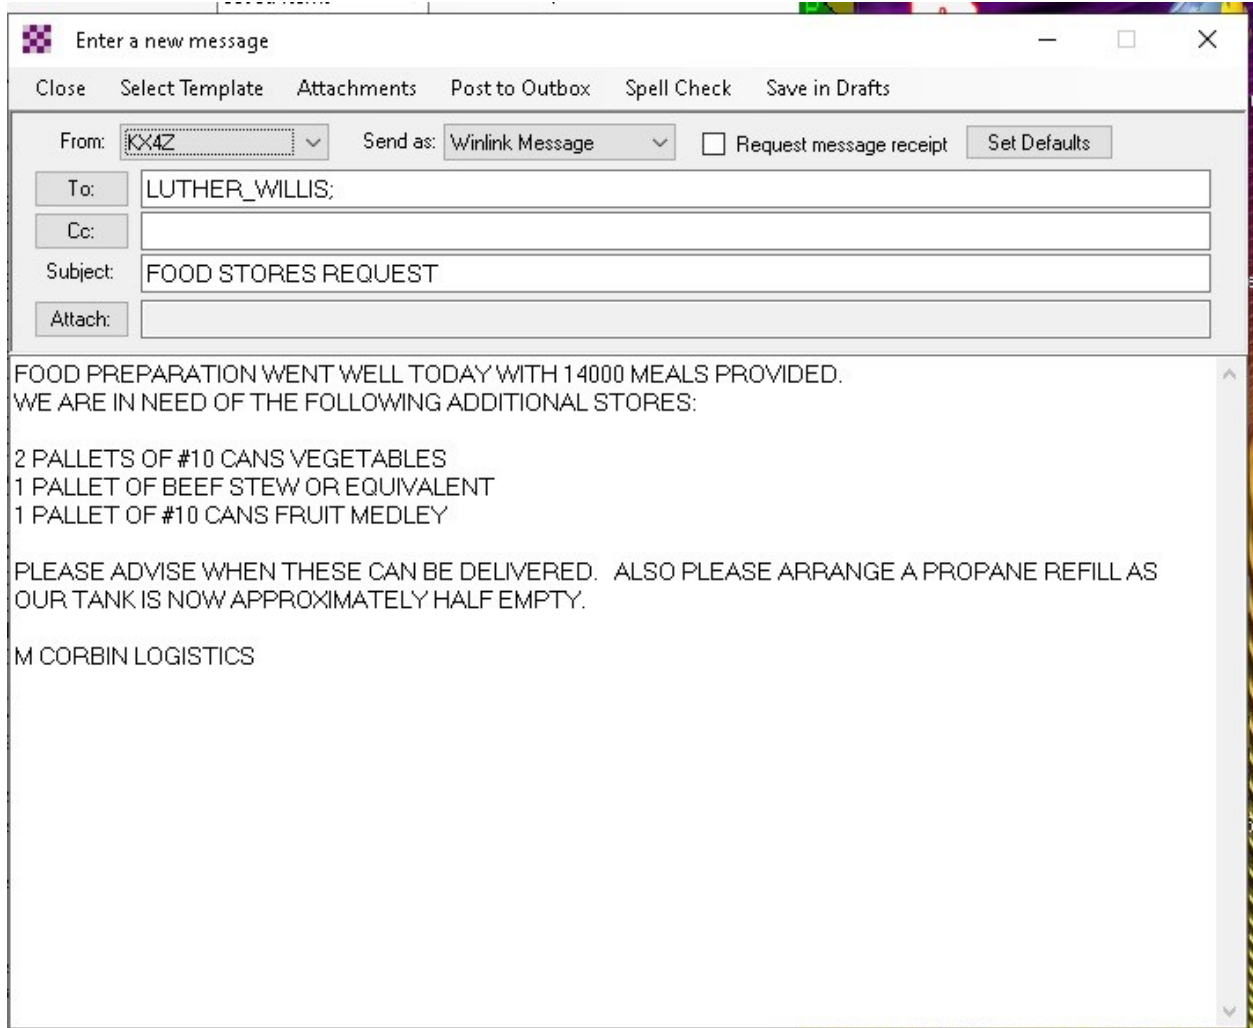 Enter a new message
Close Select Template Attachments Post to Outbox Spell Check Save in Drafts
From: KX4Z Send as: Winlink Message Request message receipt Set Defaults
To: LUTHER_WILLIS;
Cc:
Subject: FOOD STORES REQUEST
Attach:
FOOD PREPARATION WENT WELL TODAY WITH 14000 MEALS PROVIDED.
WE ARE IN NEED OF THE FOLLOWING ADDITIONAL STORES:
2 PALLETS OF #10 CANS VEGETABLES
1 PALLET OF BEEF STEW OR EQUIVALENT
1 PALLET OF #10 CANS FRUIT MEDLEY
PLEASE ADVISE WHEN THESE CAN BE DELIVERED.  ALSO PLEASE ARRANGE A PROPANE REFILL AS
OUR TANK IS NOW APPROXIMATELY HALF EMPTY.
M CORBIN LOGISTICS